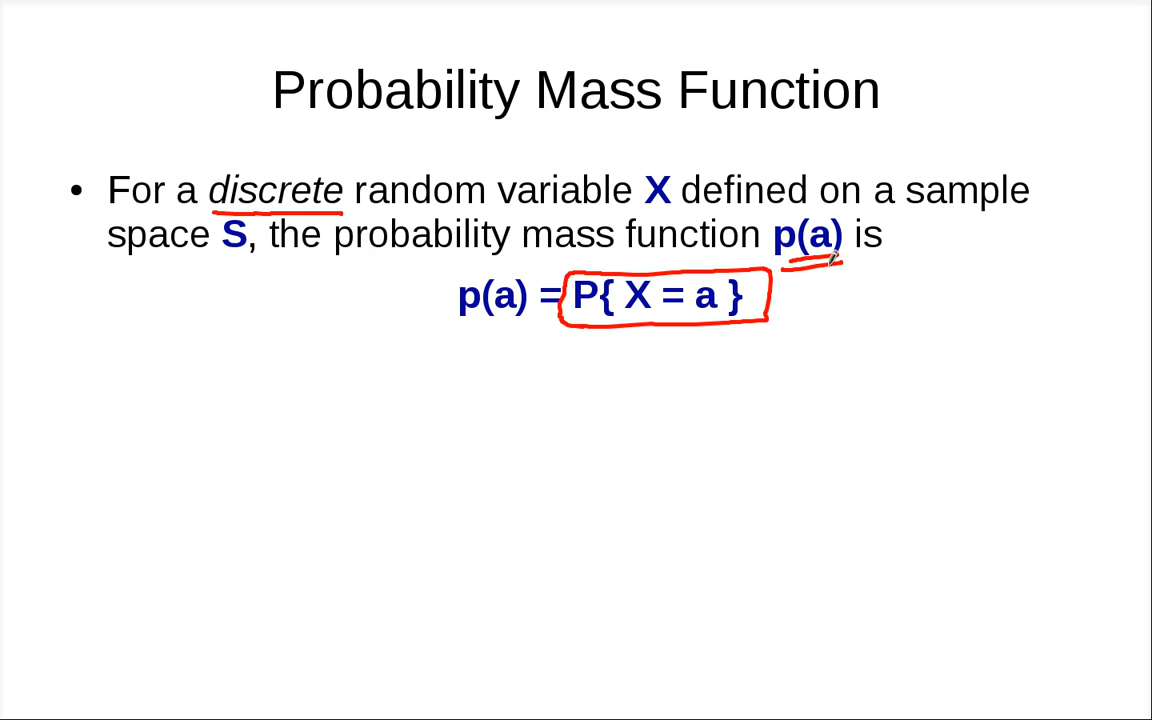 Probability Mass Function
• For a discrete random variable X defined on a sample
space S, the probability mass function p(a) is
p(a) = P{ X = a }